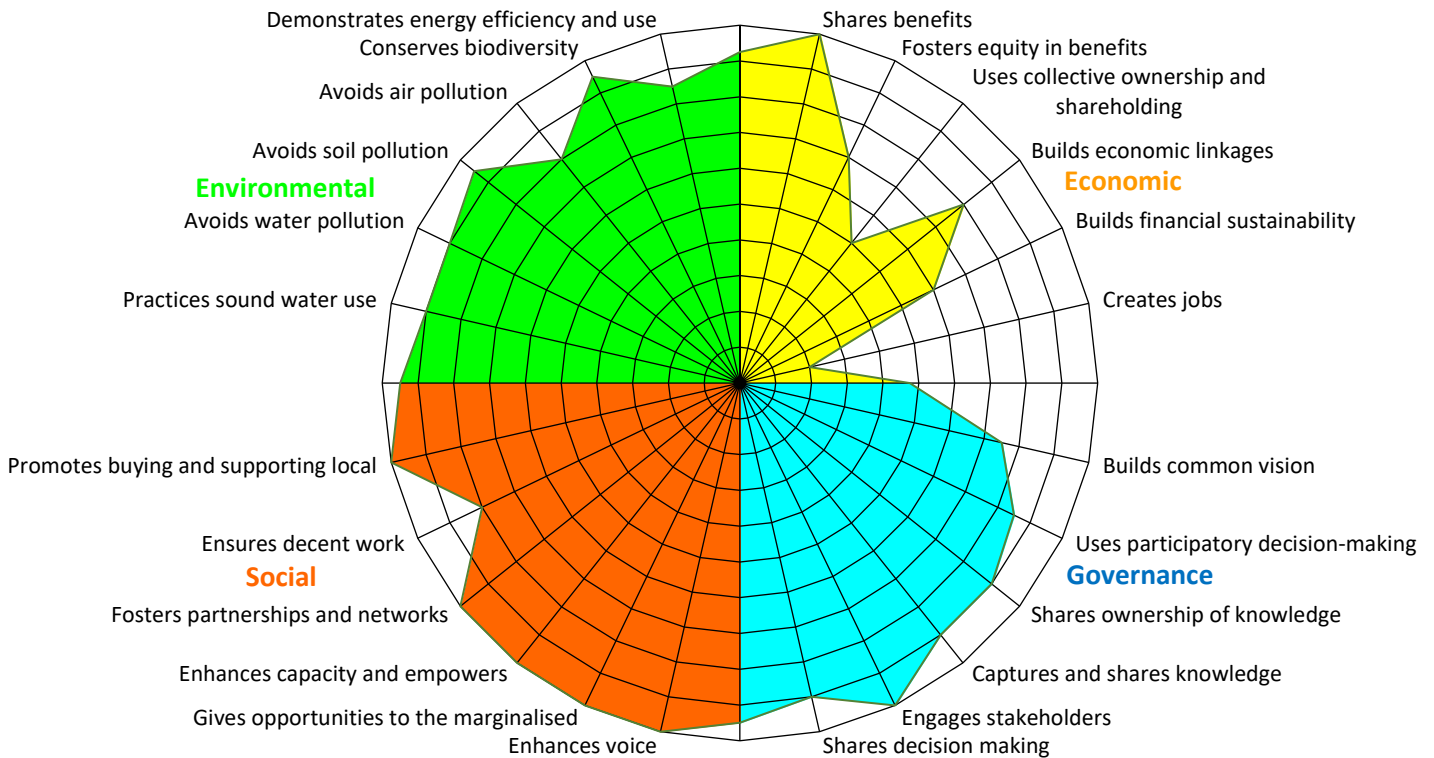 Demonstrates energy efficiency and use
Conserves biodiversity
Avoids air pollution
Avoids soil pollution
Environmental
Avoids water pollution
Practices sound water use
Shares benefits
Fosters equity in benefits
Uses collective ownership and
shareholding
Builds economic linkages
Economic
Builds financial sustainability
Creates jobs
Promotes buying and supporting local
Ensures decent work
Social
Fosters partnerships and networks
Enhances capacity and empowers
Gives opportunities to the marginalised
Enhances voice
Builds common vision
Uses participatory decision-making
Governance
Shares ownership of knowledge
Captures and shares knowledge
Engages stakeholders
Shares decision making